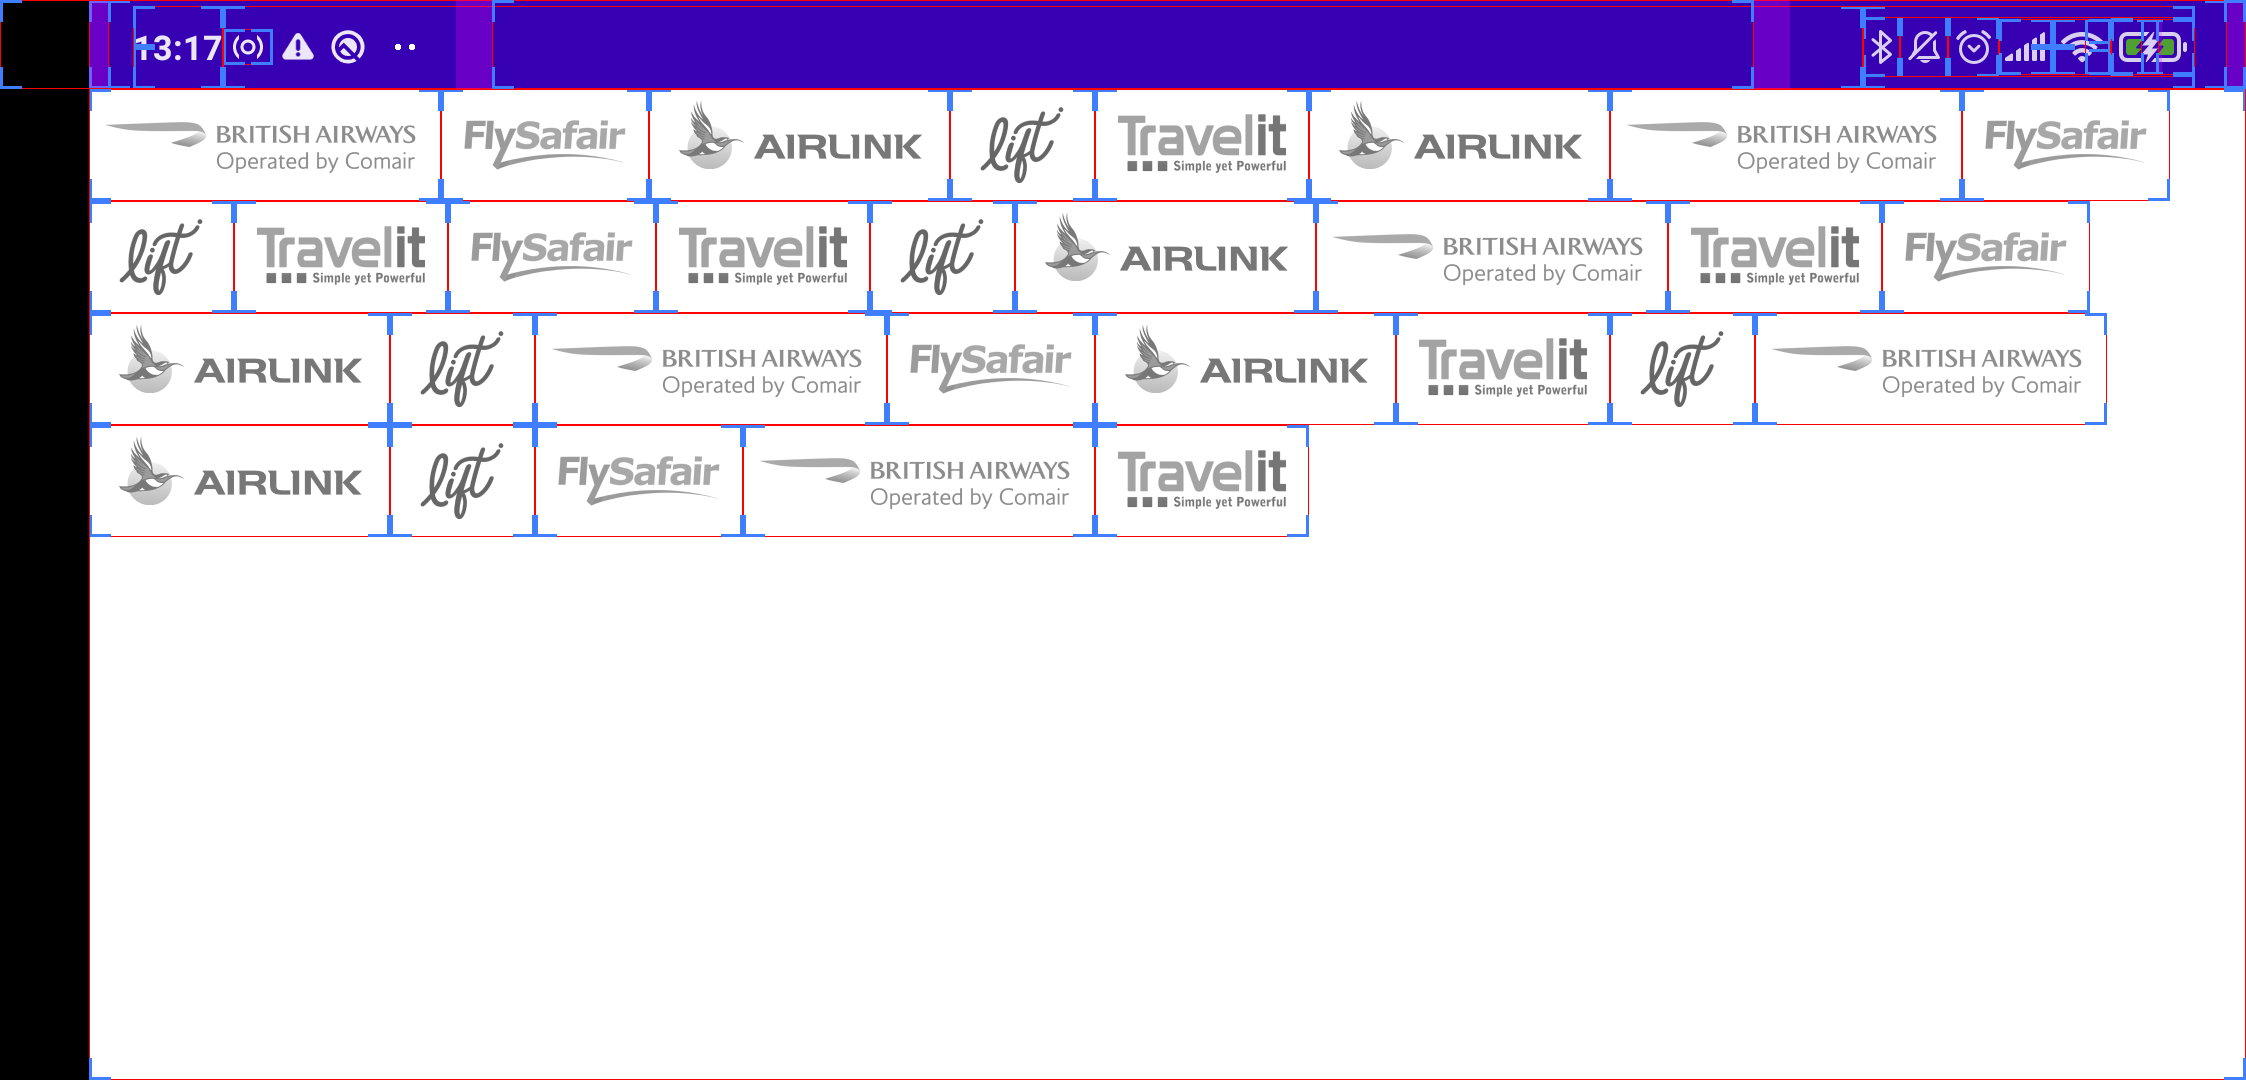 13:17
BRITISH AIRWAYS Operated by Comair FlySafair AIRLINK lift Travelit Simple yet Powerful AIRLINK BRITISH AIRWAYS Operated by Comair FlySafair
lift Travelit Simple yet Powerful FlySafair Travelit Simple yet Powerful lift AIRLINK BRITISH AIRWAYS Operated by Comair Travelit Simple yet Powerful FlySafair
AIRLINK lift BRITISH AIRWAYS Operated by Comair FlySafair AIRLINK Travelit Simple yet Powerful lift BRITISH AIRWAYS Operated by Comair
AIRLINK lift FlySafair BRITISH AIRWAYS Operated by Comair Travelit Simple yet Powerful